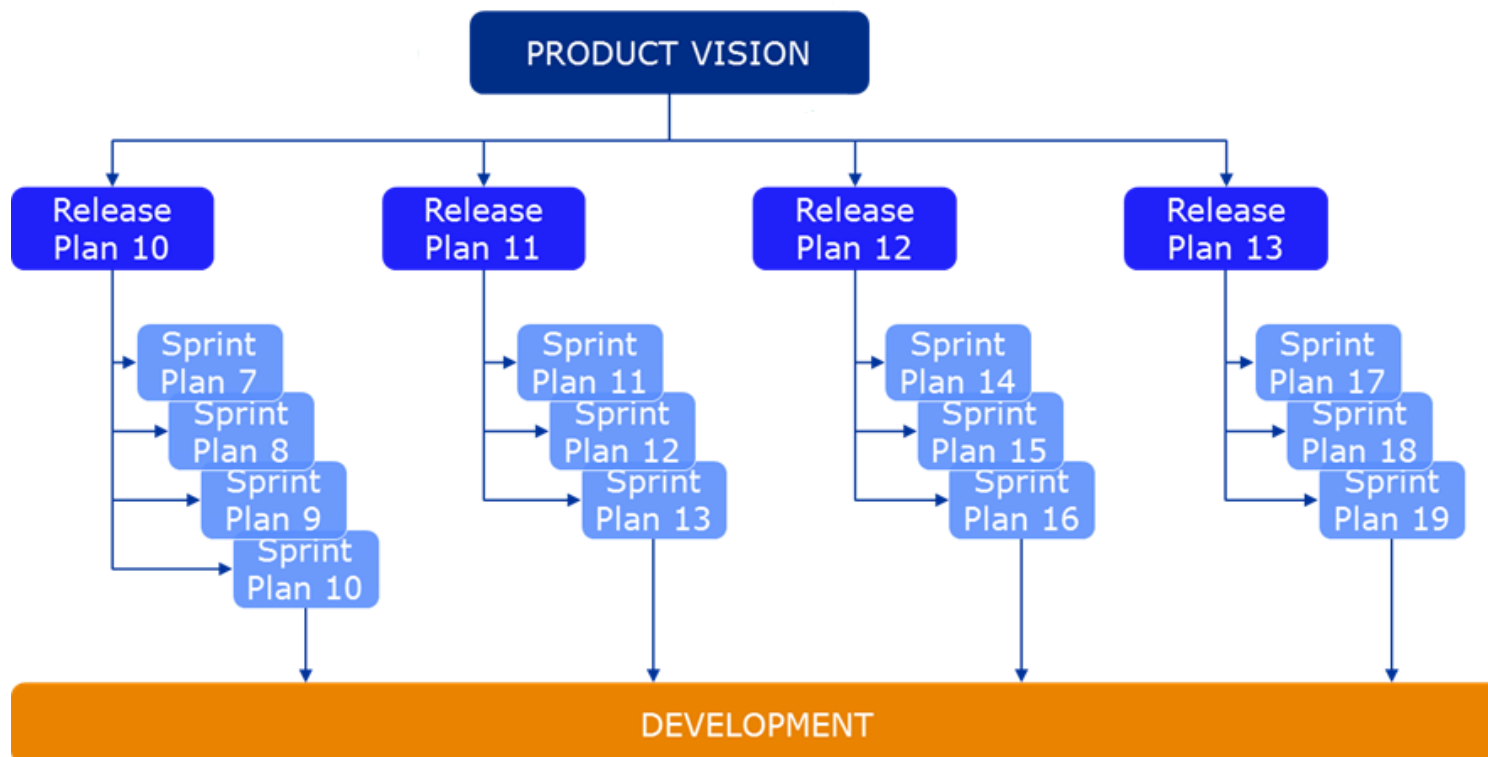 PRODUCT VISION
Release
Plan 10
Release
Plan 11
Release
Plan 12
Release
Plan 13
Sprint
Plan 7
Sprint
Plan 8
Sprint
Plan 9
Sprint
Plan 10
Sprint
Plan 11
Sprint
Plan 12
Sprint
Plan 13
Sprint
Plan 14
Sprint
Plan 15
Sprint
Plan 16
Sprint
Plan 17
Sprint
Plan 18
Sprint
Plan 19
DEVELOPMENT